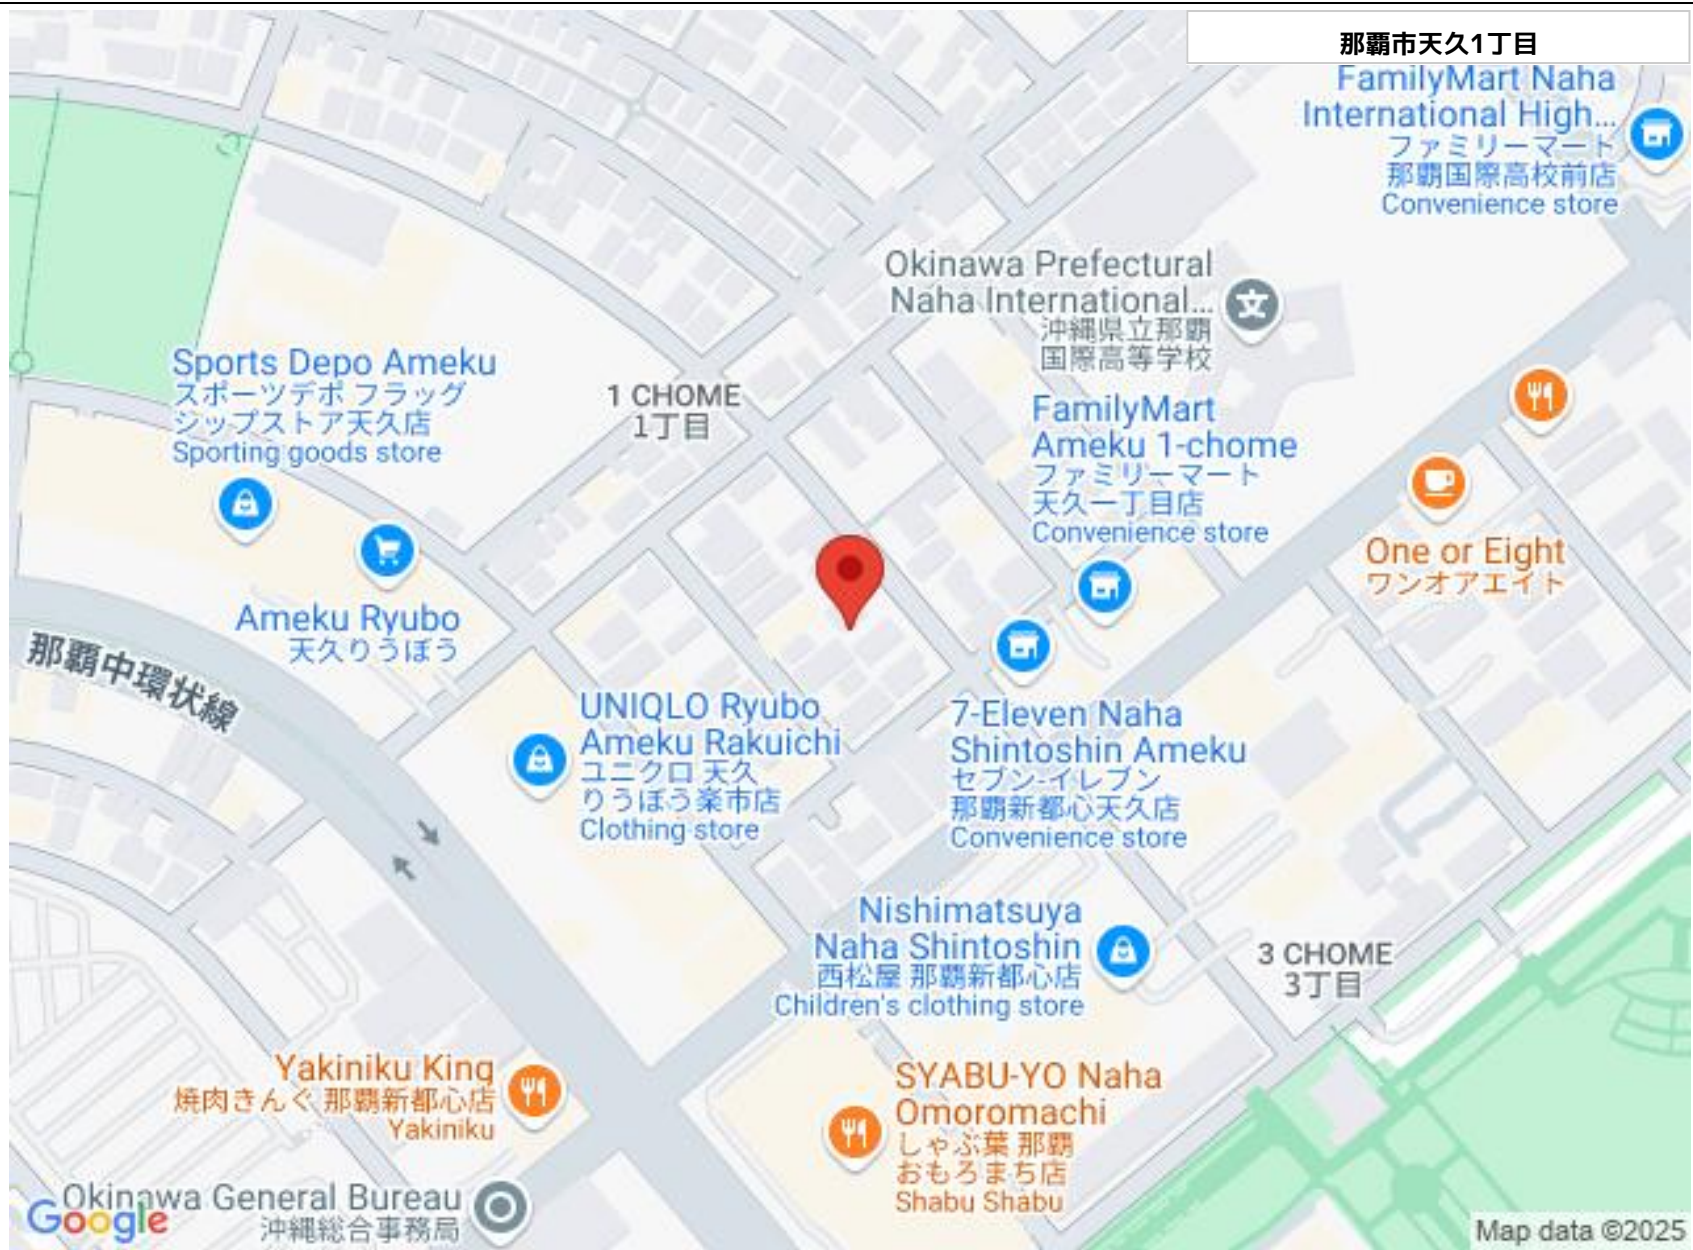 那覇市天久1丁目
FamilyMart Naha
International High...
ファミリーマート
那覇国際高校前店
Convenience store
Okinawa Prefectural
Naha International...
沖縄県立那覇
国際高等学校
Sports Depo Ameku
スポーツデポ フラッグ
シップストア天久店
Sporting goods store
1 CHOME
1丁目
FamilyMart
Ameku 1-chome
ファミリーマート
天久一丁目店
Convenience store
One or Eight
ワンオアエイト
Ameku Ryubo
天久りうぼう
那覇中環状線
UNIQLO Ryubo
Ameku Rakuichi
ユニクロ 天久
りうぼう楽市店
Clothing store
7-Eleven Naha
Shintoshin Ameku
セブン-イレブン
那覇新都心天久店
Convenience store
Nishimatsuya
Naha Shintoshin
西松屋 那覇新都心店
Children's clothing store
3 CHOME
3丁目
Yakiniku King
焼肉きんぐ 那覇新都心店
Yakiniku
SYABU-YO Naha
Omoromachi
しゃぶ葉 那覇
おもろまち店
Shabu Shabu
Okinawa General Bureau
沖縄総合事務局
Google
Map data ©2025